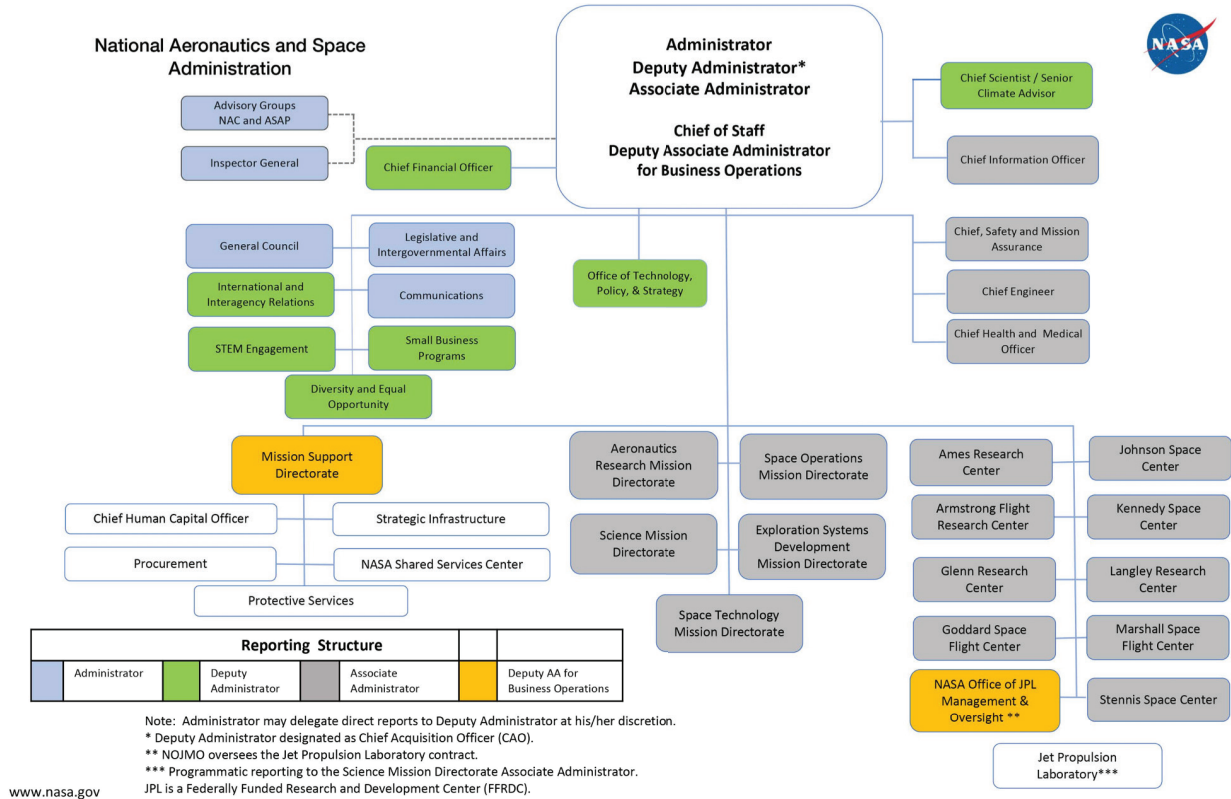 National Aeronautics and Space
Administration
Administrator
Deputy Administrator*
Associate Administrator
Chief of Staff
Deputy Associate Administrator
for Business Operations
NASA
Advisory Groups
NAC and ASAP
Inspector General
Chief Financial Officer
Chief Scientist / Senior
Climate Advisor
Chief Information Officer
General Council
Legislative and
Intergovernmental Affairs
International and
Interagency Relations
Communications
STEM Engagement
Small Business
Programs
Diversity and Equal
Opportunity
Office of Technology,
Policy, & Strategy
Chief, Safety and Mission
Assurance
Chief Engineer
Chief Health and Medical
Officer
Mission Support
Directorate
Chief Human Capital Officer
Strategic Infrastructure
Procurement
NASA Shared Services Center
Protective Services
Aeronautics
Research Mission
Directorate
Space Operations
Mission Directorate
Science Mission
Directorate
Exploration Systems
Development
Mission Directorate
Space Technology
Mission Directorate
Ames Research
Center
Johnson Space
Center
Armstrong Flight
Research Center
Kennedy Space
Center
Glenn Research
Center
Langley Research
Center
Goddard Space
Flight Center
Marshall Space
Flight Center
NASA Office of JPL
Management &
Oversight **
Stennis Space Center
Jet Propulsion
Laboratory***
Reporting Structure
Administrator
Deputy
Administrator
Associate
Administrator
Deputy AA for
Business Operations
Note: Administrator may delegate direct reports to Deputy Administrator at his/her discretion.
* Deputy Administrator designated as Chief Acquisition Officer (CAO).
** NOJMO oversees the Jet Propulsion Laboratory contract.
*** Programmatic reporting to the Science Mission Directorate Associate Administrator.
JPL is a Federally Funded Research and Development Center (FFRDC).
www.nasa.gov